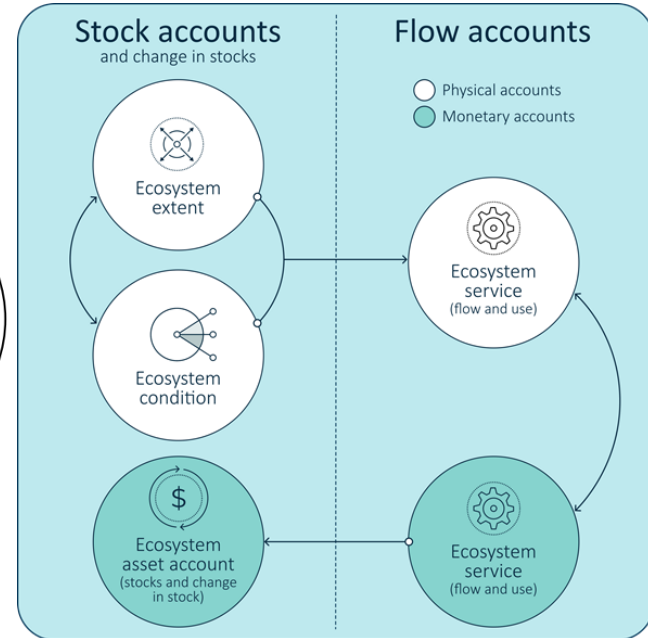 Stock accounts
and change in stocks
Flow accounts
Physical accounts
Monetary accounts
Ecosystem
extent
Ecosystem
service
(flow and use)
Ecosystem
condition
$
Ecosystem
asset account
(stocks and change
in stock)
Ecosystem
service
(flow and use)